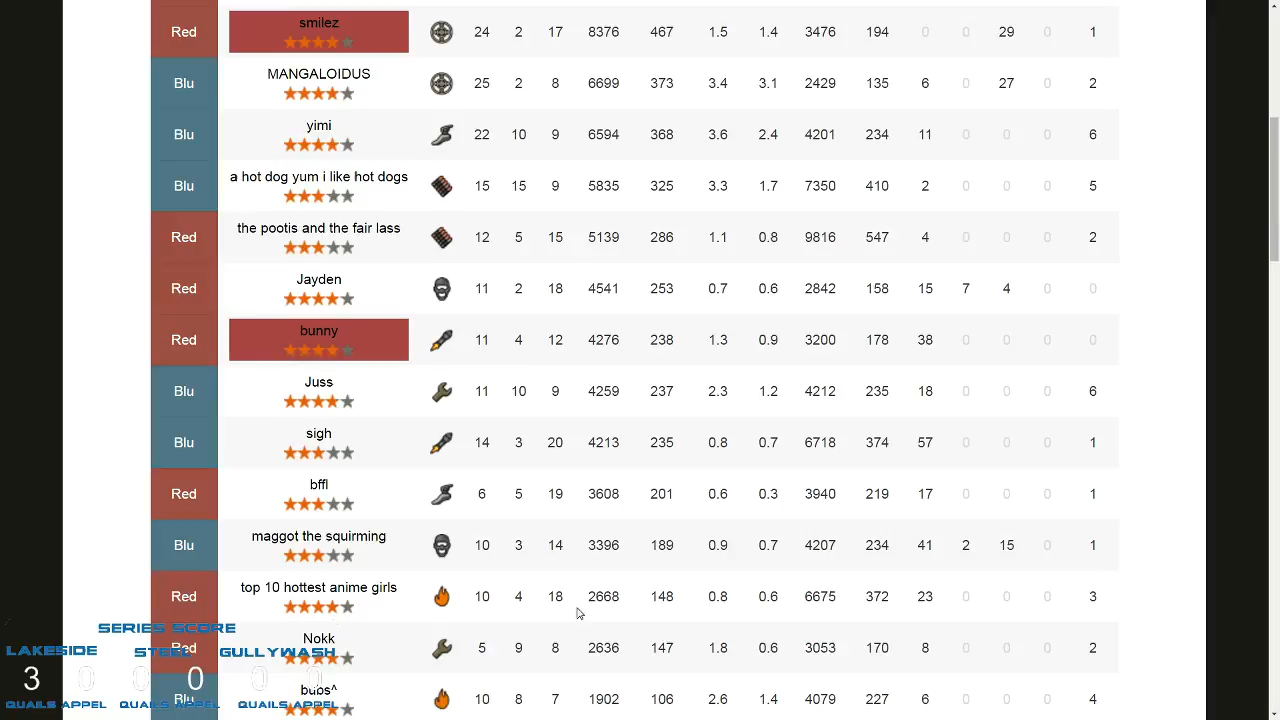 Red smilez 24 2 17 8376 467 1.5 1.4 3476 194 0 0 29 0 1
Blu MANGALOIDUS 25 2 8 6699 373 3.4 3.1 2429 135 6 0 27 0 2
Blu yimi 22 10 9 6594 368 3.6 2.4 4201 234 11 0 0 0 6
Blu a hot dog yum i like hot dogs 15 15 9 5835 325 3.3 1.7 7350 410 2 0 0 0 5
Red the pootis and the fair lass 12 5 15 5139 286 1.1 0.8 9816 547 4 0 0 0 2
Red Jayden 11 2 18 4541 253 0.7 0.6 2842 158 15 7 4 0 0
Red bunny 11 4 12 4276 238 1.3 0.9 3200 178 38 0 0 0 0
Blu Juss 11 10 9 4259 237 2.3 1.2 4212 235 18 0 0 0 6
Blu sigh 14 3 20 4213 235 0.8 0.7 6718 374 57 0 0 0 1
Red bffl 6 5 19 3608 201 0.6 0.3 3940 219 17 0 0 0 1
Blu maggot the squirming 10 3 14 3396 189 0.9 0.7 4207 234 41 2 15 0 1
Red top 10 hottest anime girls 10 4 18 2668 148 0.8 0.6 6675 372 23 0 0 0 3
Red Nokk 5 9 8 2636 147 1.8 0.6 3053 170 8 0 0 0 2
Blu bubs^ 10 8 7 1912 106 2.6 1.4 4079 227 6 0 0 0 4
SERIES SCORE
LAKESIDE STEEL GULLYWASH
3 0 0 0 0 0
QUAILS APPEL QUAILS APPEL QUAILS APPEL